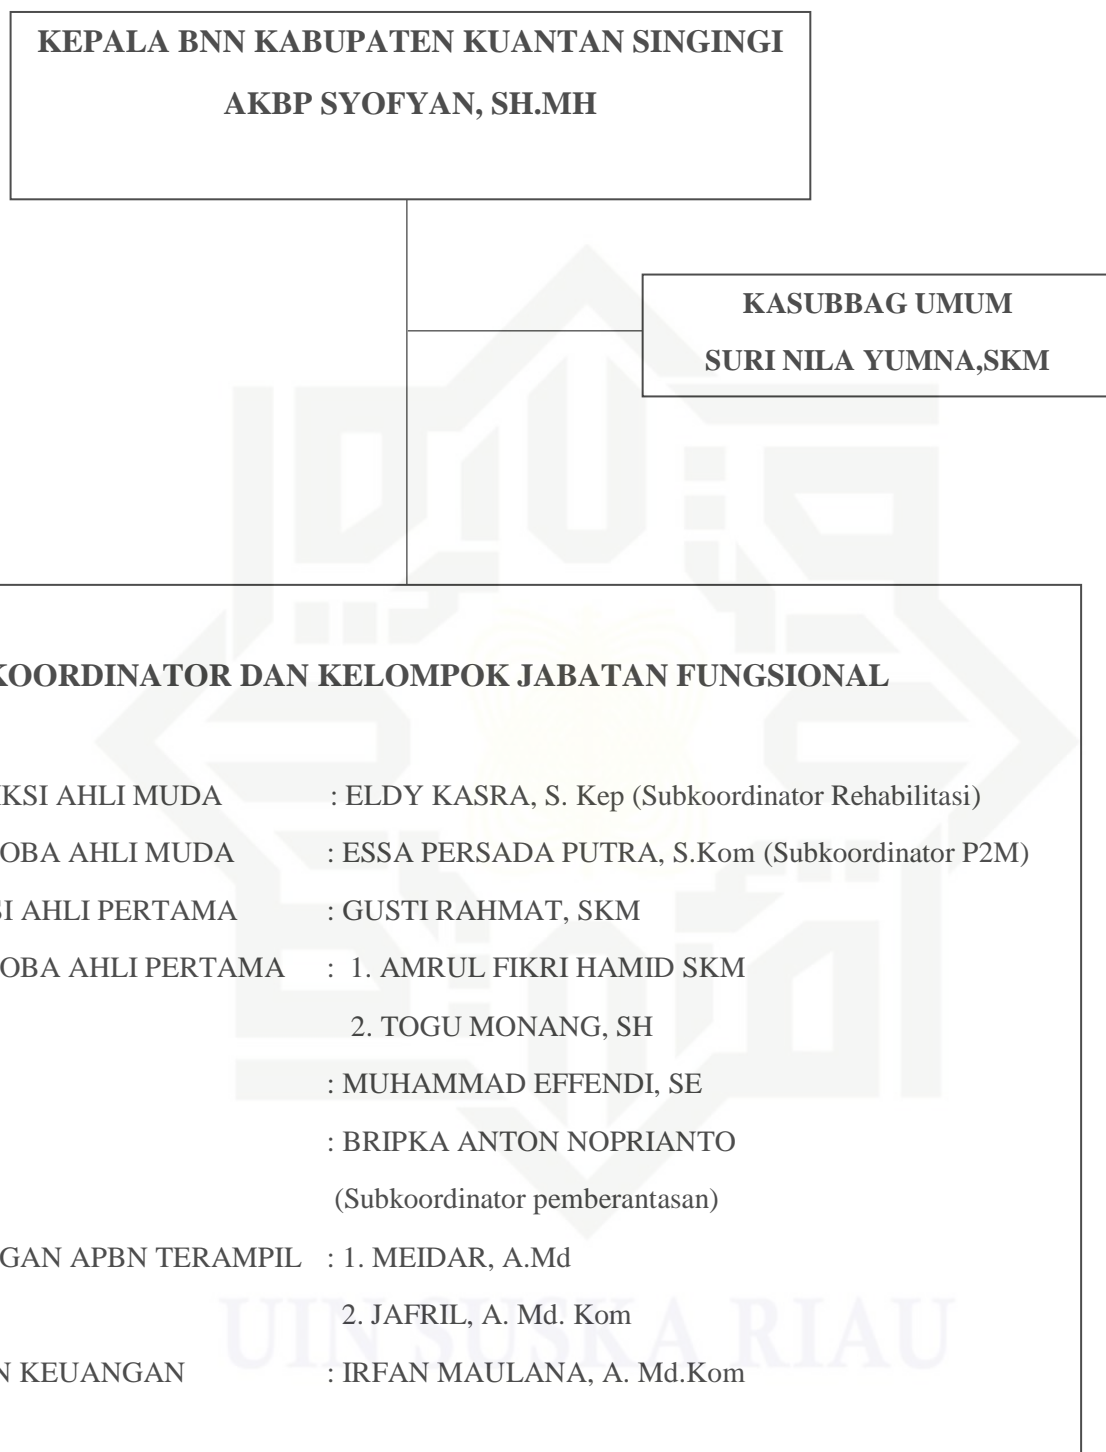 KEPALA BNN KABUPATEN KUANTAN SINGINGI
AKBP SYOFYAN, SH.MH
KASUBBAG UMUM
SURI NILA YUMNA,SKM
KOORDINATOR DAN KELOMPOK JABATAN FUNGSIONAL
IKSI AHLI MUDA : ELDY KASRA, S. Kep (Subkoordinator Rehabilitasi)
OBA AHLI MUDA : ESSA PERSADA PUTRA, S.Kom (Subkoordinator P2M)
SI AHLI PERTAMA : GUSTI RAHMAT, SKM
OBA AHLI PERTAMA : 1. AMRUL FIKRI HAMID SKM
2. TOGU MONANG, SH
: MUHAMMAD EFFENDI, SE
: BRIPKA ANTON NOPRIANTO
(Subkoordinator pemberantasan)
GAN APBN TERAMPIL : 1. MEIDAR, A.Md
2. JAFRIL, A. Md. Kom
N KEUANGAN : IRFAN MAULANA, A. Md.Kom
UIN SUSKA RIAU